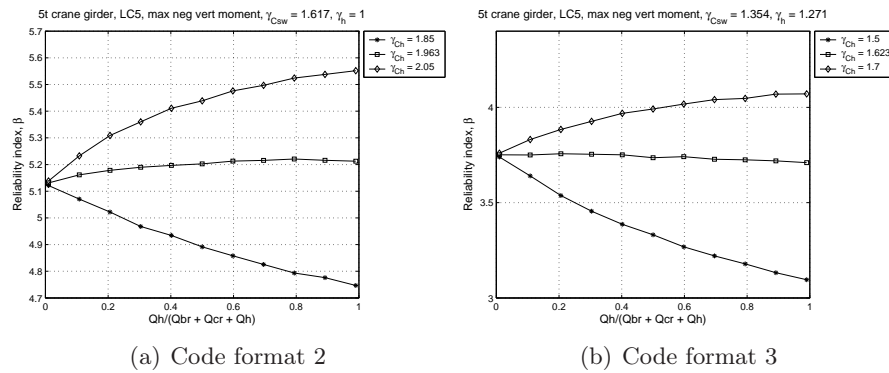 5t crane girder, LC5, max neg vert moment, γCsw = 1.617, γh = 1
γCh = 1.85
γCh = 1.963
γCh = 2.05
Reliability index, β
5.7
5.6
5.5
5.4
5.3
5.2
5.1
5
4.9
4.8
4.7
0 0.2 0.4 0.6 0.8 1
Qh/(Qbr + Qcr + Qh)
(a) Code format 2
5t crane girder, LC5, max neg vert moment, γCsw = 1.354, γh = 1.271
γCh = 1.5
γCh = 1.623
γCh = 1.7
Reliability index, β
4
3.5
3
0 0.2 0.4 0.6 0.8 1
Qh/(Qbr + Qcr + Qh)
(b) Code format 3